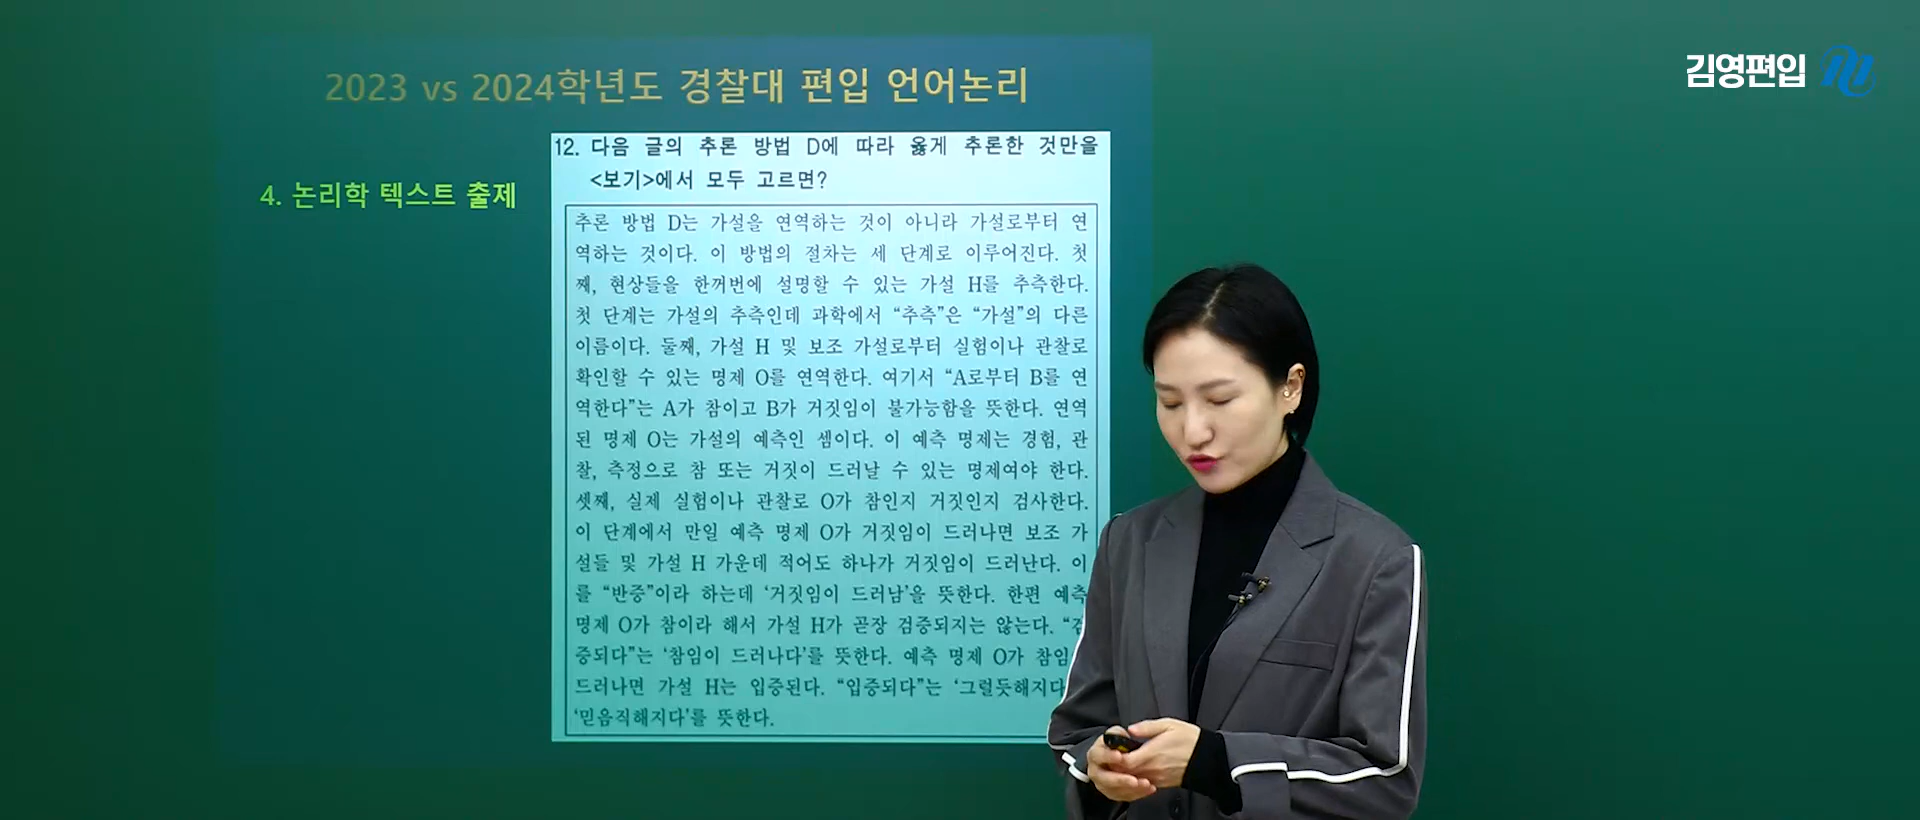 김영편입
2023 vs 2024학년도 경찰대 편입 언어논리
4. 논리학 텍스트 출제
12. 다음 글의 추론 방법 D에 따라 옳게 추론한 것만을
<보기>에서 모두 고르면?
추론 방법 D는 가설을 연역하는 것이 아니라 가설로부터 연
역하는 것이다. 이 방법의 절차는 세 단계로 이루어진다. 첫
째, 현상들을 한꺼번에 설명할 수 있는 가설 H를 추측한다.
첫 단계는 가설의 추측인데 과학에서 “추측”은 “가설”의 다른
이름이다. 둘째, 가설 H 및 보조 가설로부터 실험이나 관찰로
확인할 수 있는 명제 O를 연역한다. 여기서 “A로부터 B를 연
역한다”는 A가 참이고 B가 거짓임이 불가능함을 뜻한다. 연역
된 명제 O는 가설의 예측인 셈이다. 이 예측 명제는 경험, 관
찰, 측정으로 참 또는 거짓이 드러날 수 있는 명제여야 한다.
셋째, 실제 실험이나 관찰로 O가 참인지 거짓인지 검사한다.
이 단계에서 만일 예측 명제 O가 거짓임이 드러나면 보조 가
설들 및 가설 H 가운데 적어도 하나가 거짓임이 드러난다. 이
를 “반증”이라 하는데 ‘거짓임이 드러남’을 뜻한다. 한편 예측
명제 O가 참이라 해서 가설 H가 곧장 검증되지는 않는다. “검
증되다”는 ‘참임이 드러나다’를 뜻한다. 예측 명제 O가 참임
드러나면 가설 H는 입증된다. “입증되다”는 ‘그럴듯해지다
‘믿음직해지다’를 뜻한다.